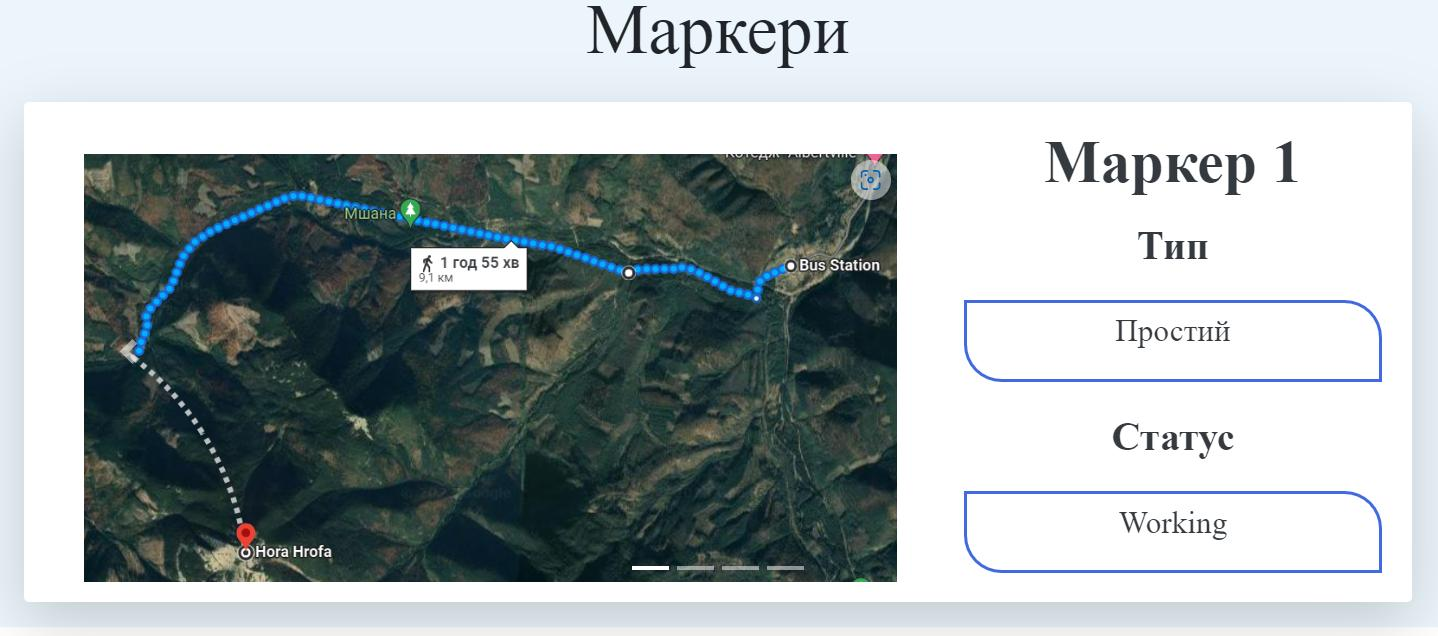 Маркери
Котедж "Albertville"
Мшана
1 год 55 хв
9,1 км
Bus Station
Hora Hrofa
Маркер 1
Тип
Простий
Статус
Working